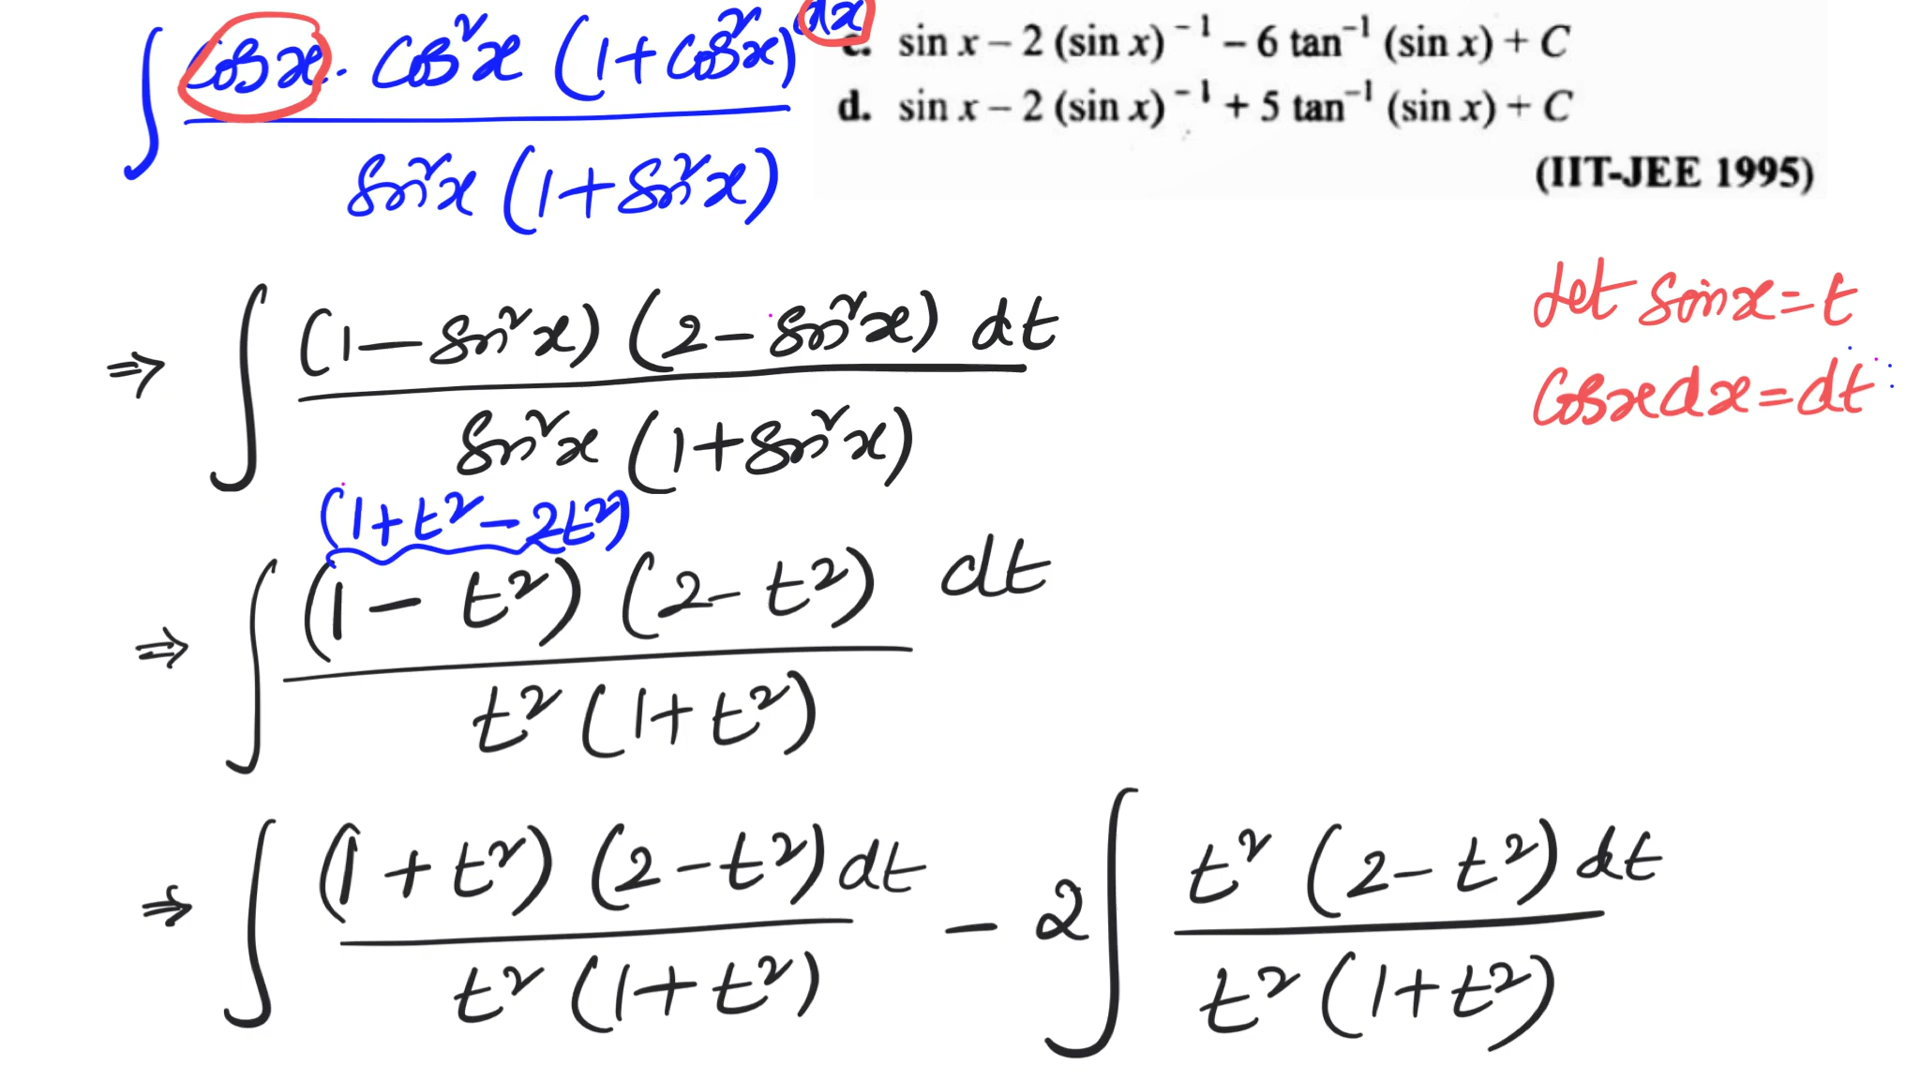 ∫ cos x · cos²x (1 + cos²x) dx / sin²x (1 + sin²x)
c. sin x – 2 (sin x)⁻¹ – 6 tan⁻¹ (sin x) + C
d. sin x – 2 (sin x)⁻¹ + 5 tan⁻¹ (sin x) + C
(IIT-JEE 1995)
Let sin x = t
cos x dx = dt
⇒ ∫ (1 – sin²x) (2 – sin²x) dt / sin²x (1 + sin²x)
(1 + t² – 2t²)
⇒ ∫ (1 – t²) (2 – t²) dt / t² (1 + t²)
⇒ ∫ (1 + t²) (2 – t²) dt / t² (1 + t²) – 2 ∫ t² (2 – t²) dt / t² (1 + t²)